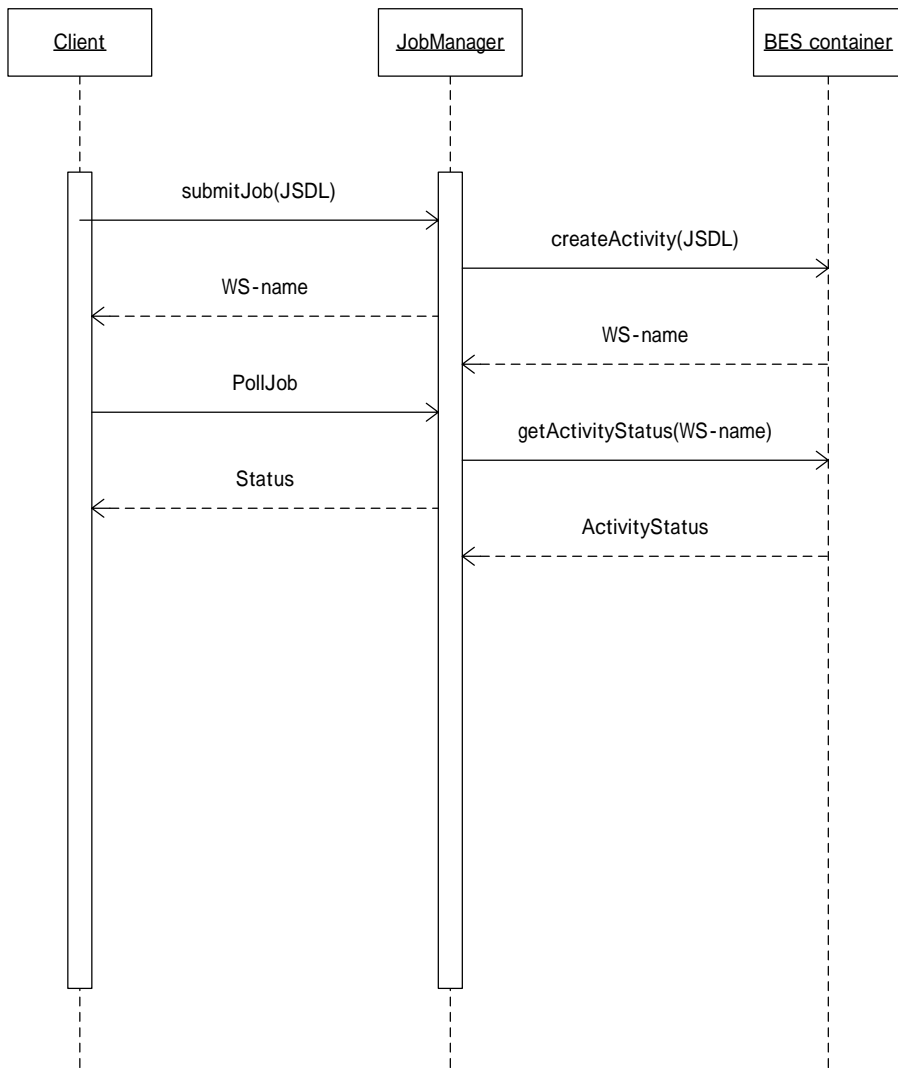 Client
JobManager
BES container
submitJob(JSDL)
createActivity(JSDL)
WS-name
WS-name
PollJob
getActivityStatus(WS-name)
Status
ActivityStatus